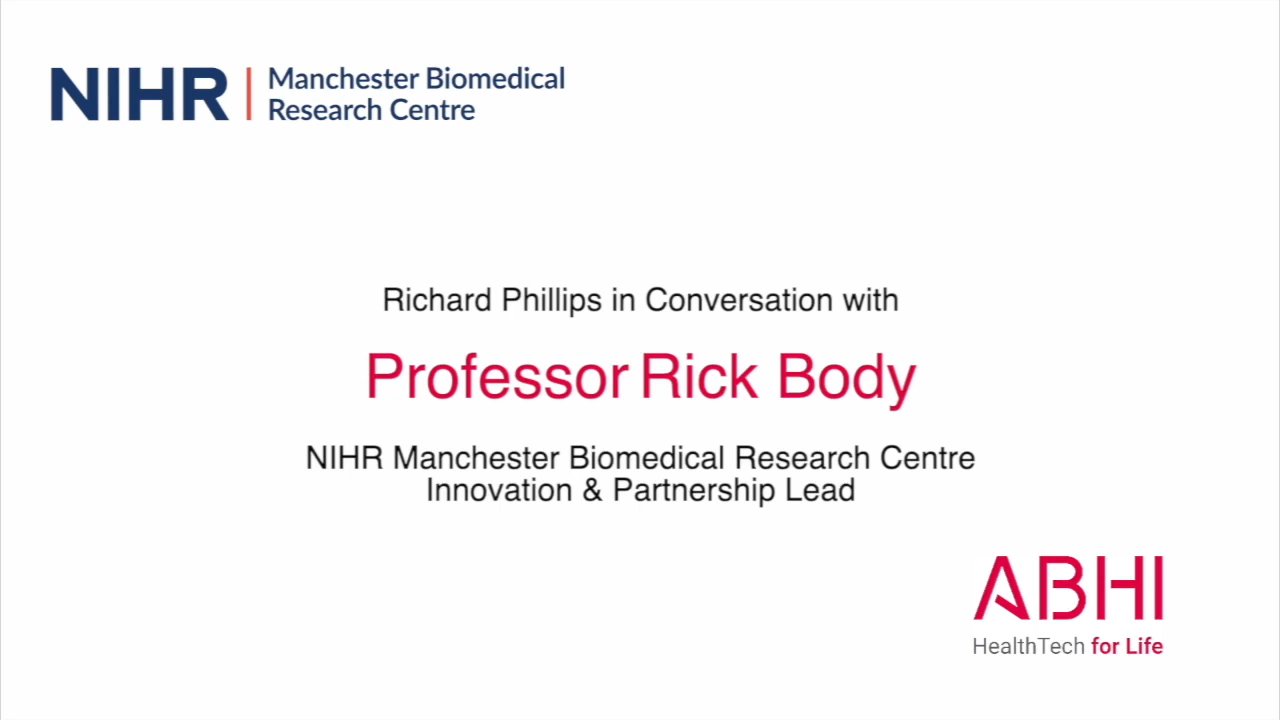 NIHR
Manchester Biomedical
Research Centre
Richard Phillips in Conversation with
Professor Rick Body
NIHR Manchester Biomedical Research Centre
Innovation & Partnership Lead
ABHI
HealthTech for Life